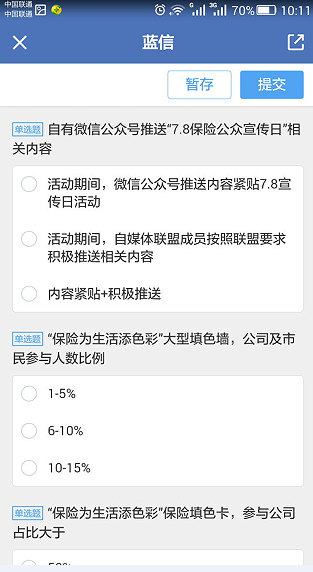 中国联通
中国联通
G
3G
70%
10:11
蓝信
暂存
提交
单选题 自有微信公众号推送“7.8保险公众宣传日”相
关内容
活动期间，微信公众号推送内容紧贴7.8宣
传日活动
活动期间，自媒体联盟成员按照联盟要求
积极推送相关内容
内容紧贴+积极推送
单选题 “保险为生活添色彩”大型填色墙，公司及市
民参与人数比例
1-5%
6-10%
10-15%
单选题 “保险为生活添色彩”保险填色卡，参与公司
占比大于